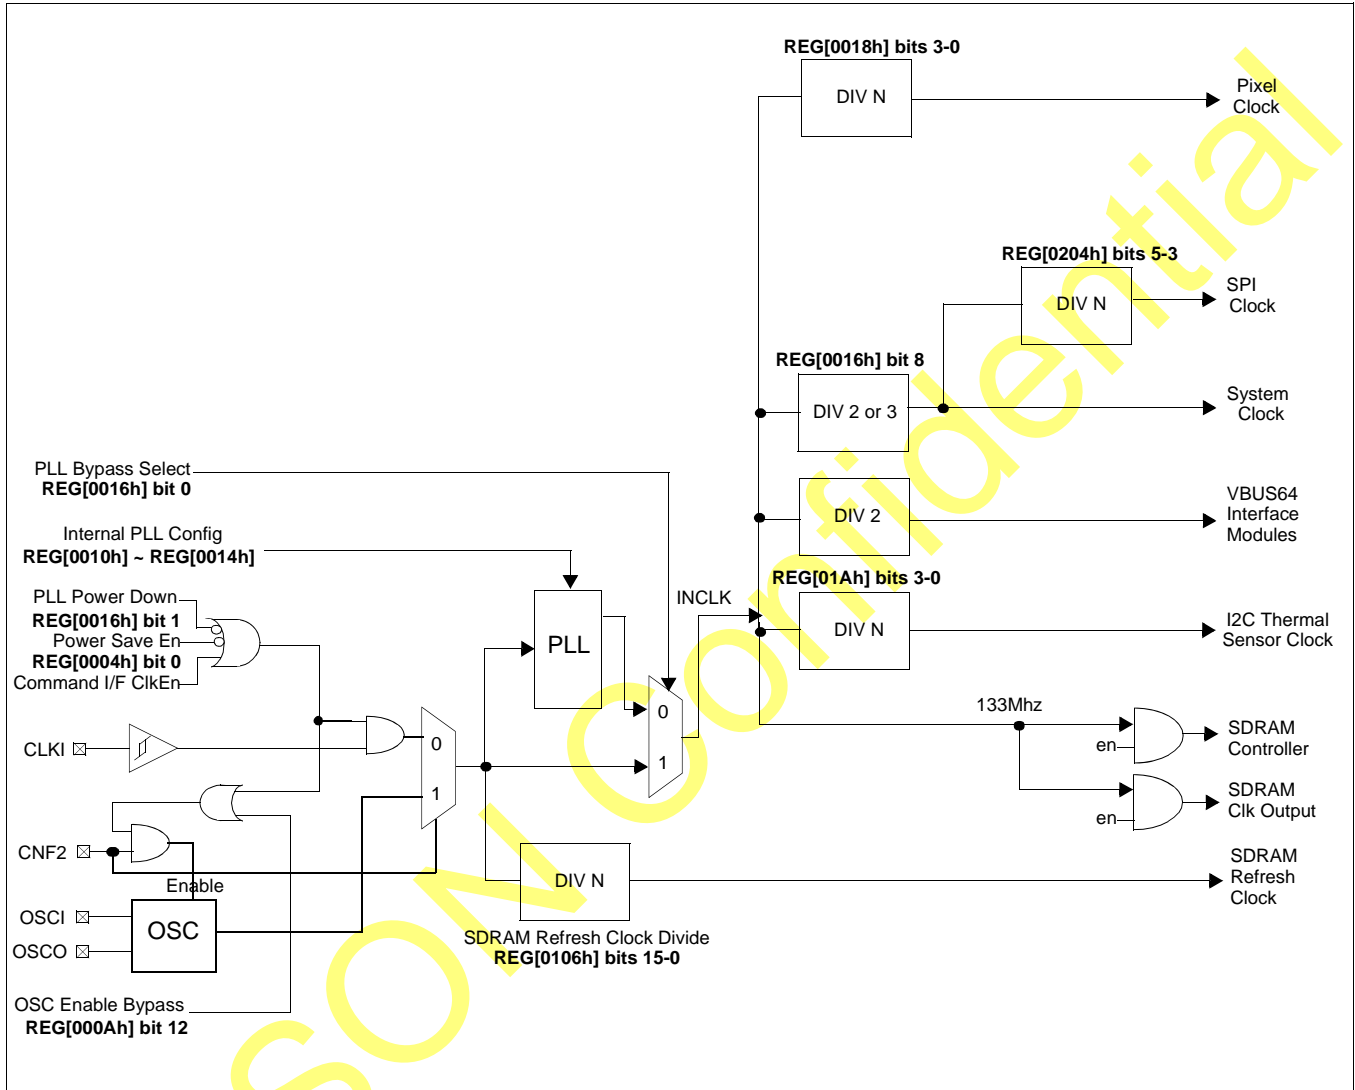 REG[0018h] bits 3-0
DIV N
Pixel
Clock
REG[0204h] bits 5-3
DIV N
SPI
Clock
REG[0016h] bit 8
DIV 2 or 3
System
Clock
PLL Bypass Select
REG[0016h] bit 0
DIV 2
VBUS64
Interface
Modules
Internal PLL Config
REG[0010h] ~ REG[0014h]
REG[01Ah] bits 3-0
DIV N
I2C Thermal
Sensor Clock
INCLK
PLL Power Down
REG[0016h] bit 1
Power Save En
REG[0004h] bit 0
Command I/F ClkEn
PLL
0
1
133Mhz
en
SDRAM
Controller
en
SDRAM
Clk Output
CLKI
0
1
CNF2
Enable
OSCI
OSCO
OSC
DIV N
SDRAM
Refresh
Clock
SDRAM Refresh Clock Divide
REG[0106h] bits 15-0
OSC Enable Bypass
REG[000Ah] bit 12
SON Confidential